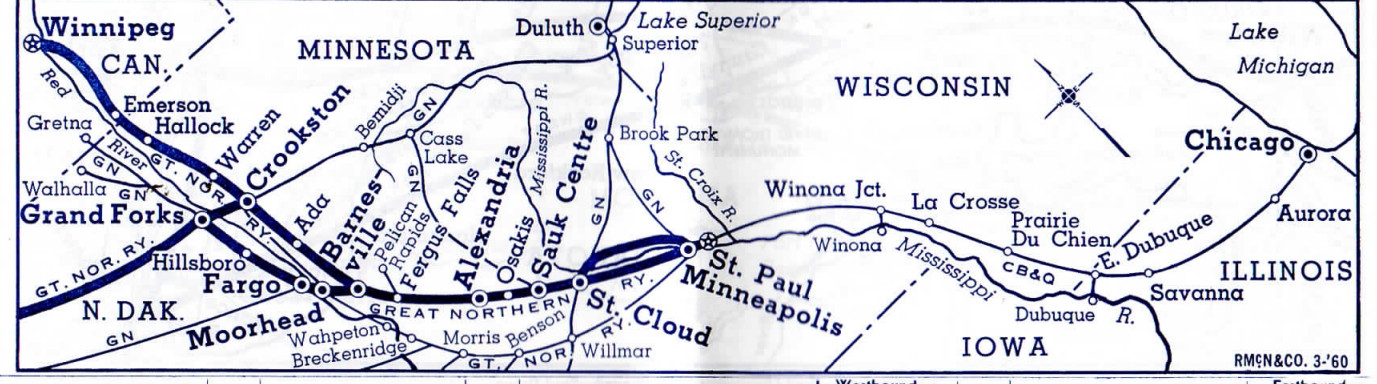 Winnipeg
CAN.
Red
River
Gretna
GN
Walhalla
GN
Emerson
Hallock
GT. NOR. RY.
Warren
Crookston
Grand Forks
GT. NOR. RY.
Hillsboro
Fargo
N. DAK.
GN
Moorhead
Ada
Barnes-
ville
MINNESOTA
Bemidji
GN
Cass
Lake
GN
Pelican
Rapids
Fergus Falls
Alexandria
Osakis
Sauk Centre
Mississippi R.
GREAT NORTHERN RY.
Wahpeton
Breckenridge
Morris
Benson
GT. NOR. RY.
Willmar
St. Cloud
Duluth
Lake Superior
Superior
Brook Park
GN
GN
St. Croix R.
St. Paul
Minneapolis
WISCONSIN
Winona Jct.
Winona
La Crosse
Prairie
Du Chien
Mississippi R.
CB&Q
E. Dubuque
Dubuque
Savanna
IOWA
ILLINOIS
Lake
Michigan
Chicago
Aurora
RMCN&CO. 3-'60